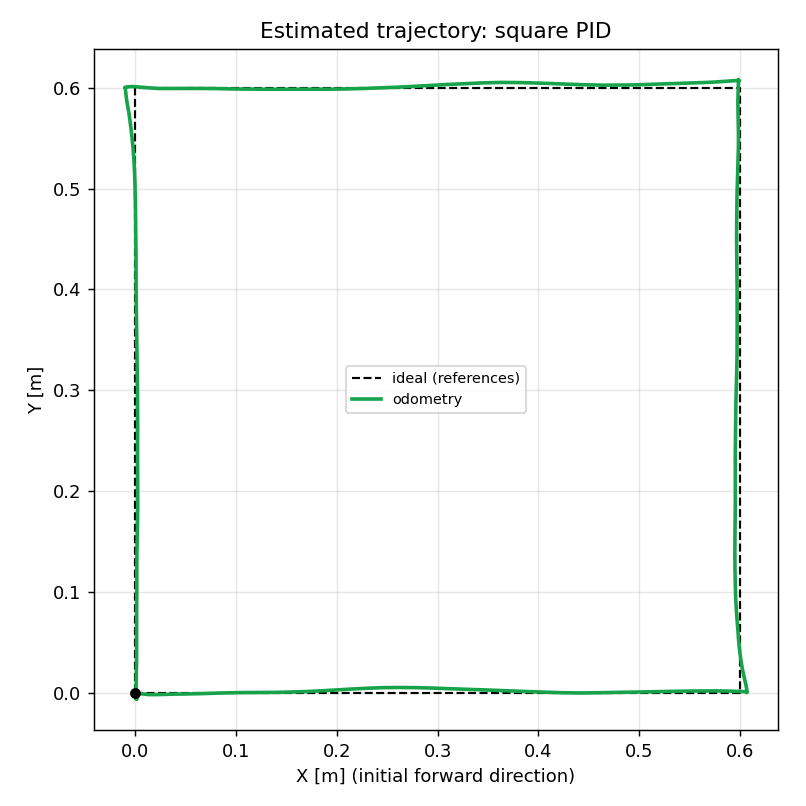 Estimated trajectory: square PID
Y [m]
0.6
0.5
0.4
0.3
0.2
0.1
0.0
ideal (references)
odometry
0.0 0.1 0.2 0.3 0.4 0.5 0.6
X [m] (initial forward direction)